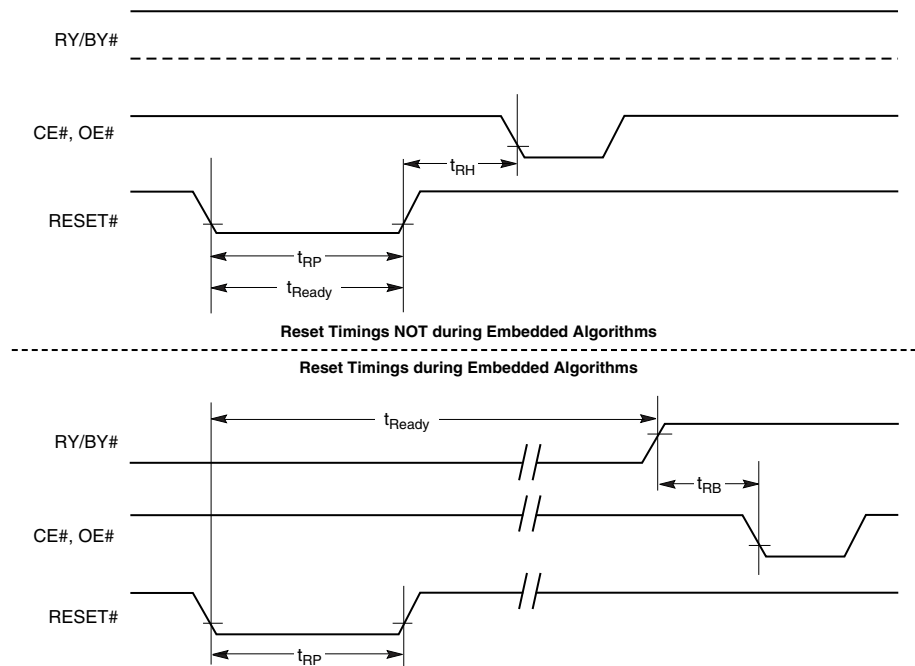 RY/BY#
CE#, OE#
tRH
RESET#
tRP
tReady
Reset Timings NOT during Embedded Algorithms
Reset Timings during Embedded Algorithms
tReady
RY/BY#
tRB
CE#, OE#
RESET#
tRP